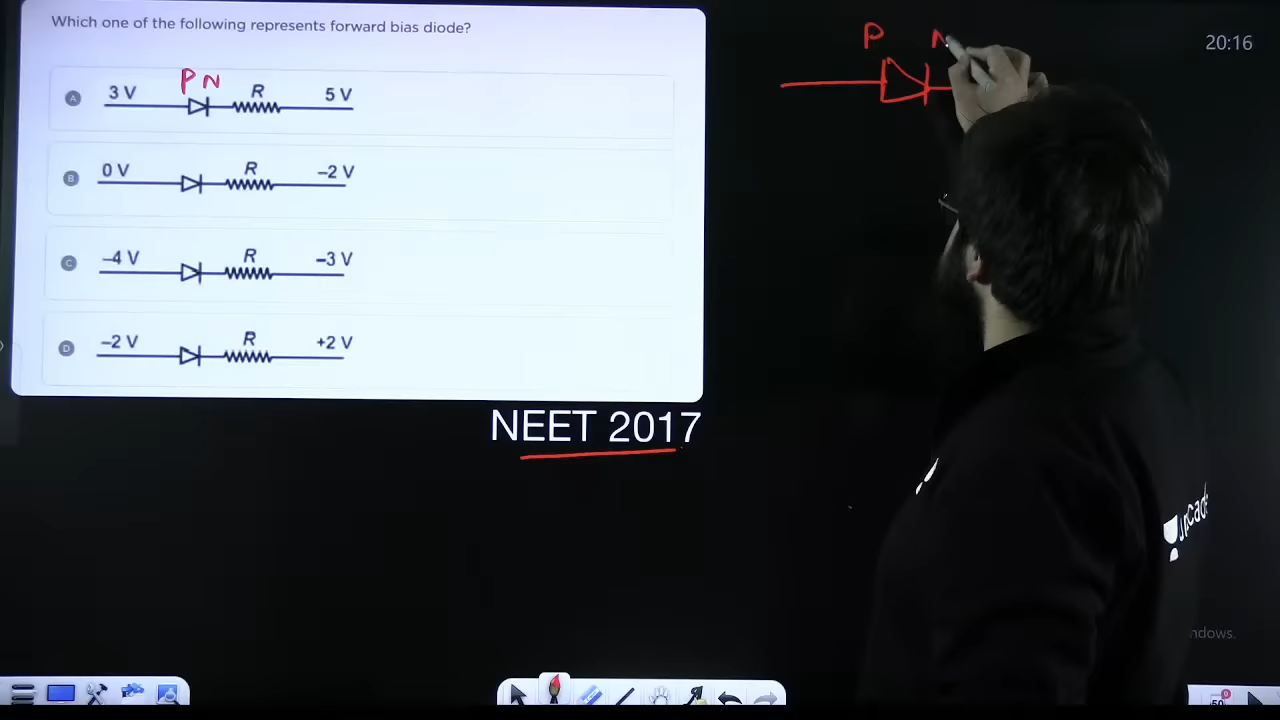 Which one of the following represents forward bias diode?
P N
A 3 V R 5 V
B 0 V R –2 V
C –4 V R –3 V
D –2 V R +2 V
NEET 2017
P N
20:16
ndows.